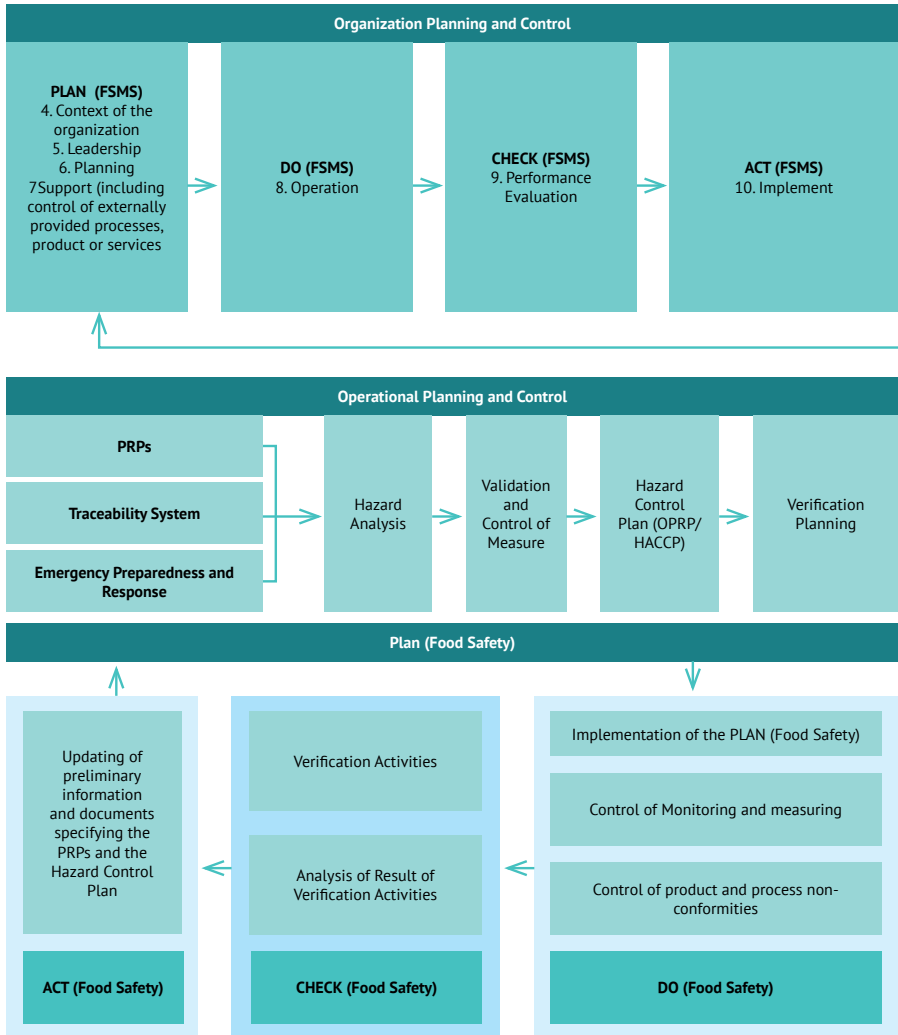 Organization Planning and Control
PLAN (FSMS)
4. Context of the
organization
5. Leadership
6. Planning
7Support (including
control of externally
provided processes,
product or services
DO (FSMS)
8. Operation
CHECK (FSMS)
9. Performance
Evaluation
ACT (FSMS)
10. Implement
Operational Planning and Control
PRPs
Traceability System
Emergency Preparedness and
Response
Hazard
Analysis
Validation
and
Control of
Measure
Hazard
Control
Plan (OPRP/
HACCP)
Verification
Planning
Plan (Food Safety)
Updating of
preliminary
information
and documents
specifying the
PRPs and the
Hazard Control
Plan
ACT (Food Safety)
Verification Activities
Analysis of Result of
Verification Activities
CHECK (Food Safety)
Implementation of the PLAN (Food Safety)
Control of Monitoring and measuring
Control of product and process non-
conformities
DO (Food Safety)